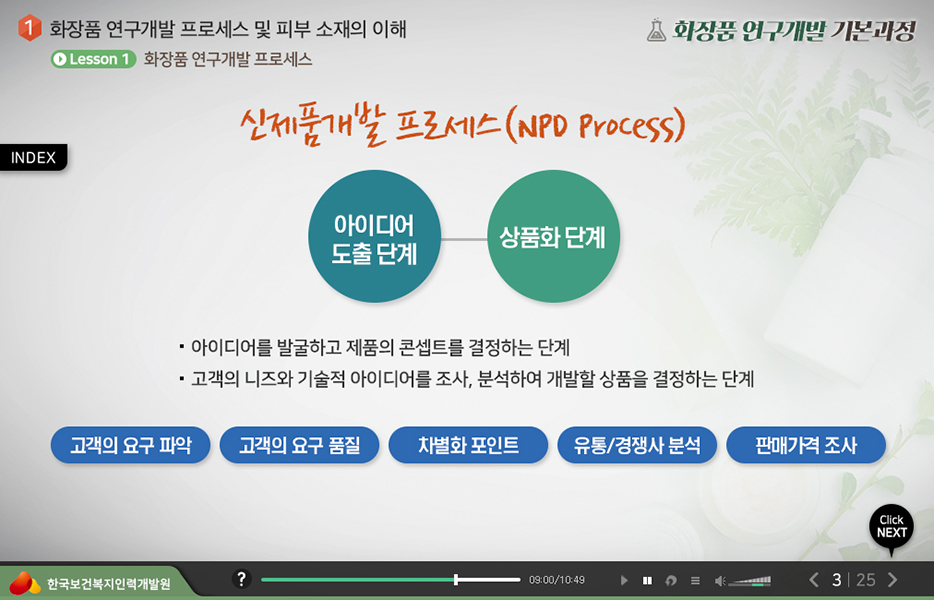 1 화장품 연구개발 프로세스 및 피부 소재의 이해
화장품 연구개발 기본과정
Lesson 1 화장품 연구개발 프로세스
신제품개발 프로세스(NPD Process)
INDEX
아이디어
도출 단계
상품화 단계
▪ 아이디어를 발굴하고 제품의 콘셉트를 결정하는 단계
▪ 고객의 니즈와 기술적 아이디어를 조사, 분석하여 개발할 상품을 결정하는 단계
고객의 요구 파악
고객의 요구 품질
차별화 포인트
유통/경쟁사 분석
판매가격 조사
Click
NEXT
한국보건복지인력개발원
?
09:00/10:49
3 | 25